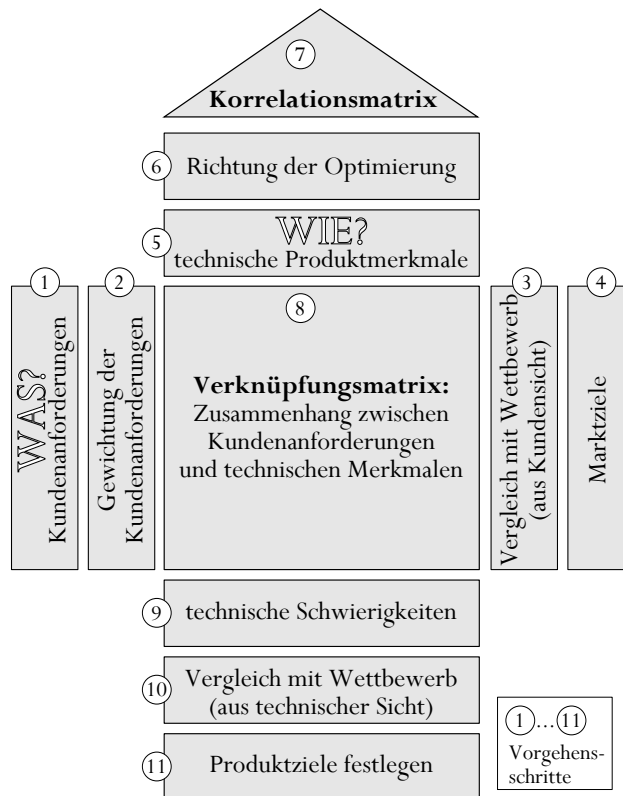 7
Korrelationsmatrix
6
Richtung der Optimierung
5
WIE?
technische Produktmerkmale
1
WAS?
Kundenanforderungen
2
Gewichtung der
Kundenanforderungen
8
Verknüpfungsmatrix:
Zusammenhang zwischen
Kundenanforderungen
und technischen Merkmalen
3
Vergleich mit Wettbewerb
(aus Kundensicht)
4
Marktziele
9
technische Schwierigkeiten
10
Vergleich mit Wettbewerb
(aus technischer Sicht)
11
Produktziele festlegen
1...11
Vorgehens-
schritte